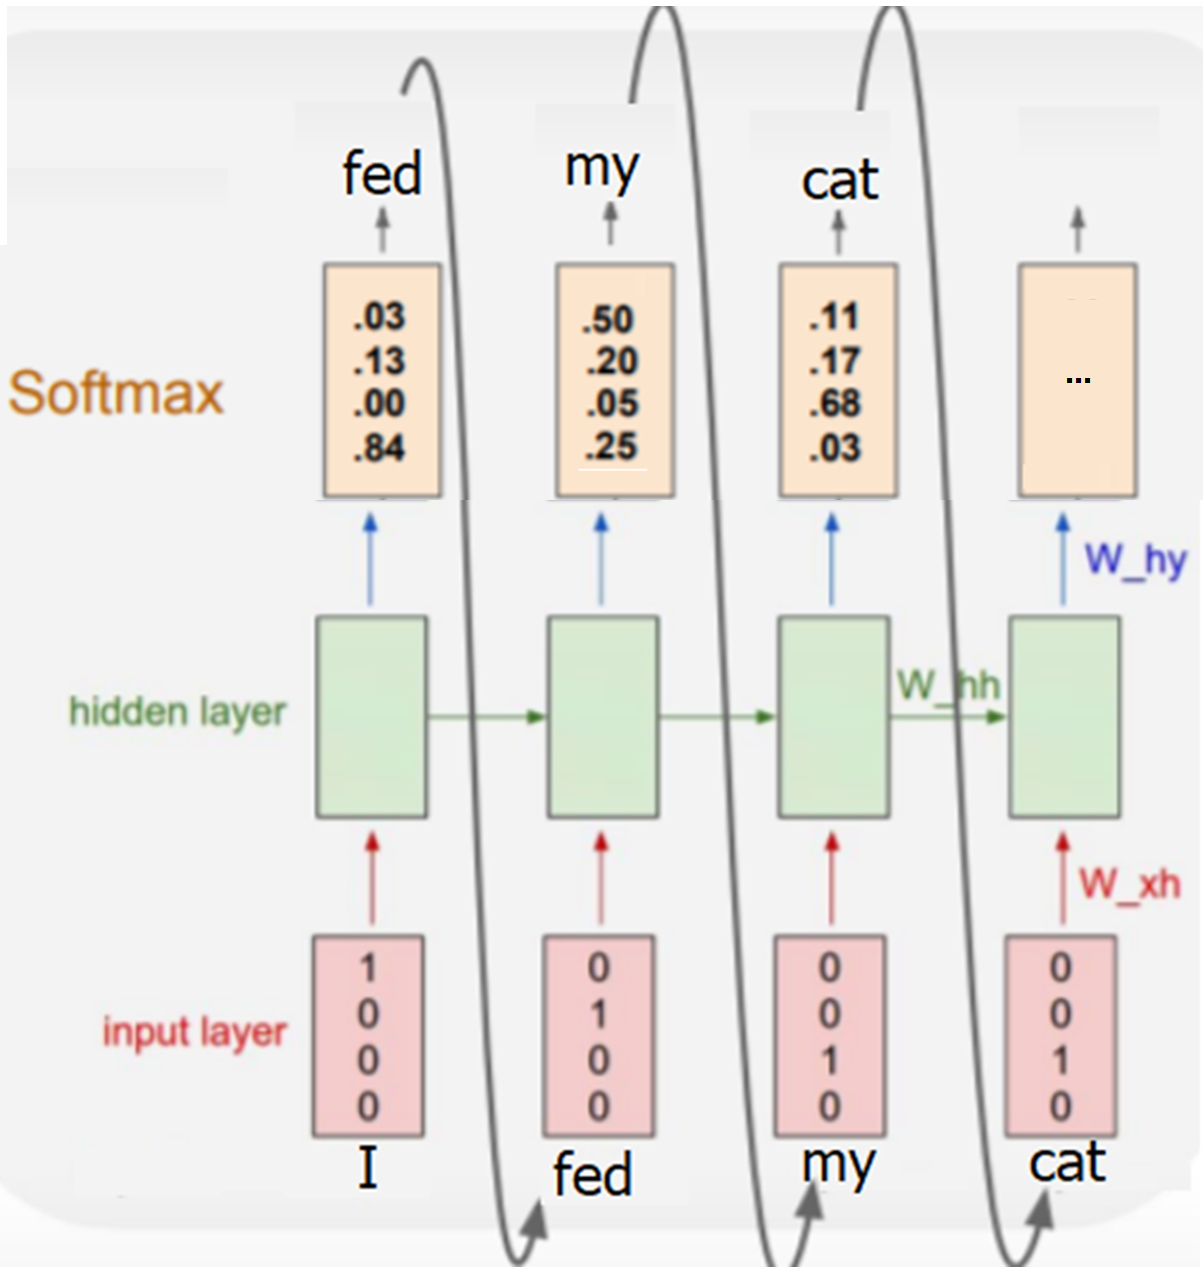 fed my cat
Softmax
.03 .50 .11
.13 .20 .17
.00 .05 .68 ...
.84 .25 .03
W_hy
hidden layer
W_hh
W_xh
input layer
1 0 0 0
0 1 0 0
0 0 1 1
0 0 0 0
I fed my cat